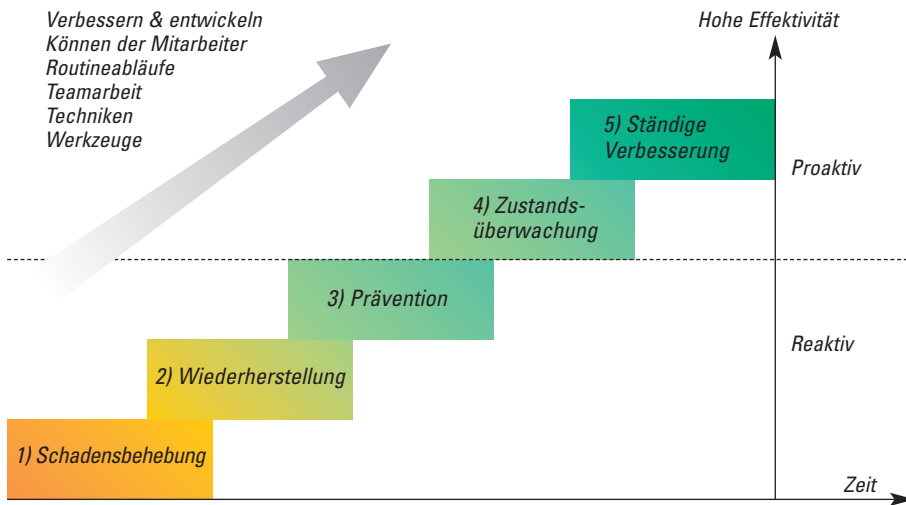 Verbessern & entwickeln
Können der Mitarbeiter
Routineabläufe
Teamarbeit
Techniken
Werkzeuge
Hohe Effektivität
5) Ständige
Verbesserung
Proaktiv
4) Zustands-
überwachung
3) Prävention
Reaktiv
2) Wiederherstellung
1) Schadensbehebung
Zeit